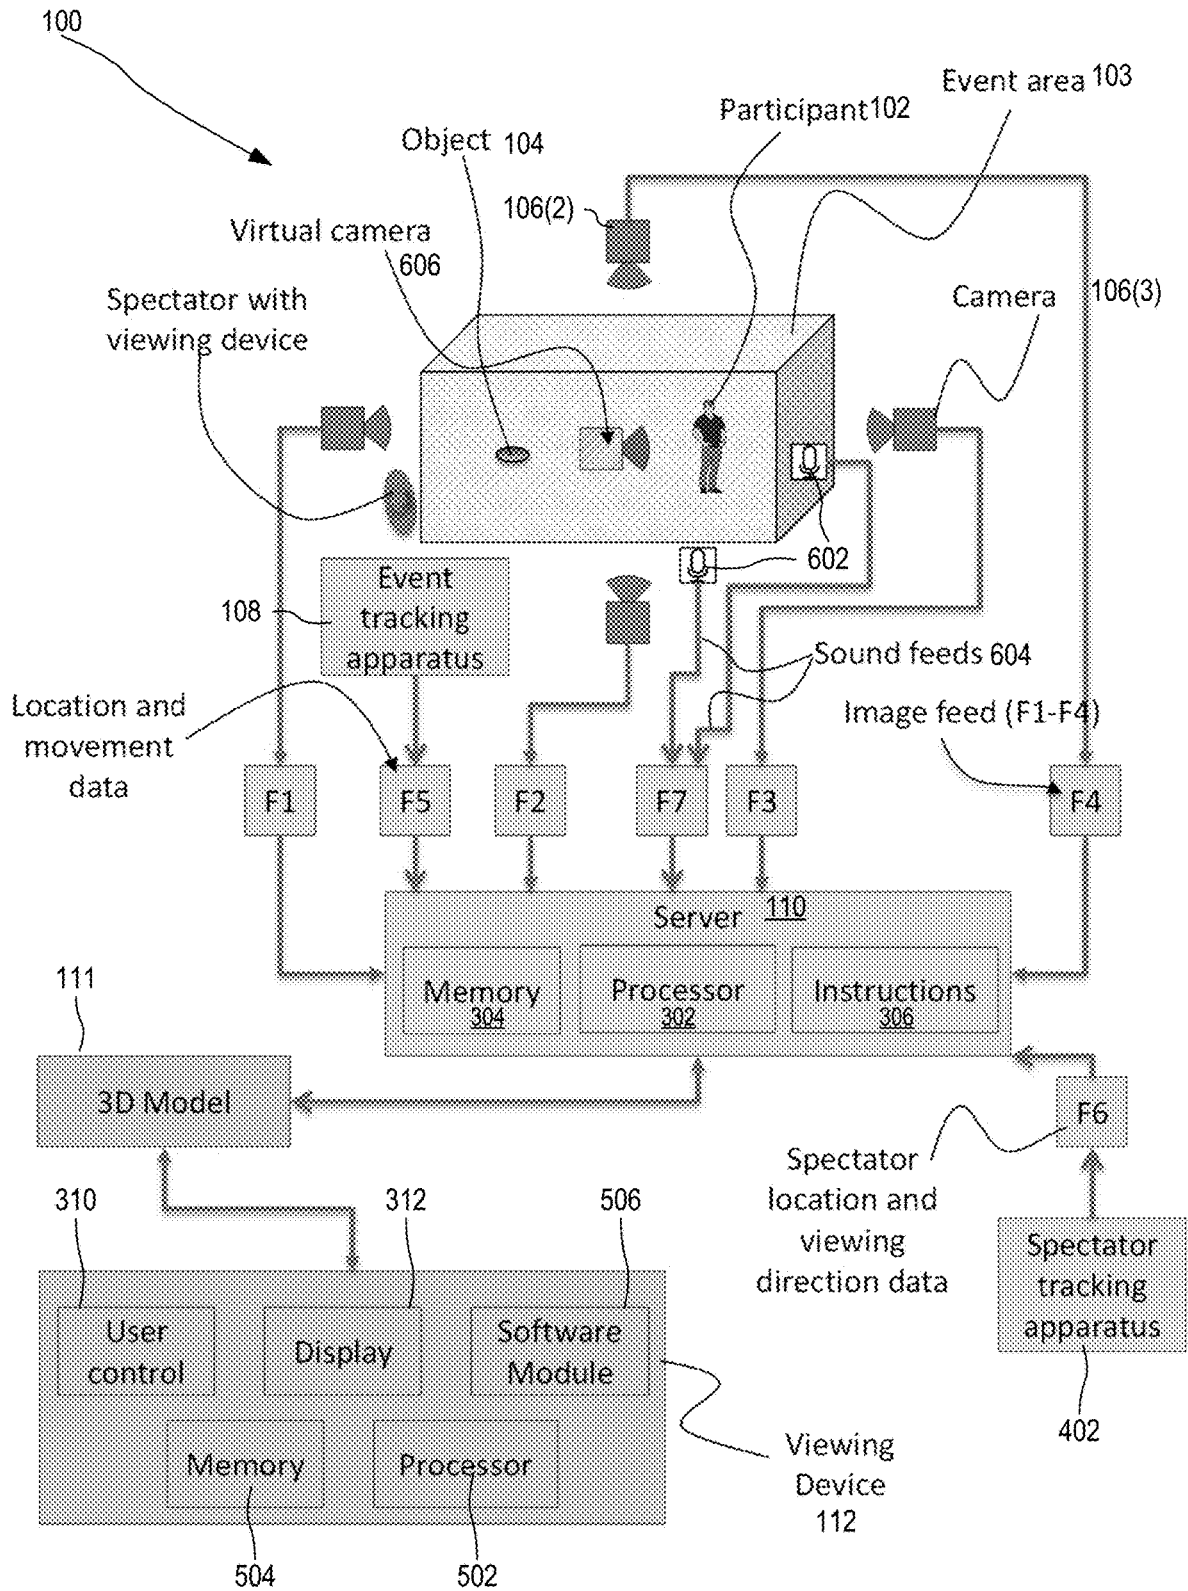 100
Event area 103
Participant 102
Object 104
106(2)
Virtual camera
606
Spectator with
viewing device
Camera
106(3)
602
Event
tracking
apparatus
108
Sound feeds 604
Location and
movement
data
Image feed (F1-F4)
F1
F5
F2
F7
F3
F4
Server 110
Memory
304
Processor
302
Instructions
306
111
3D Model
F6
Spectator
location and
viewing
direction data
310
312
506
Spectator
tracking
apparatus
User
control
Display
Software
Module
402
Memory
Processor
Viewing
Device
112
504
502